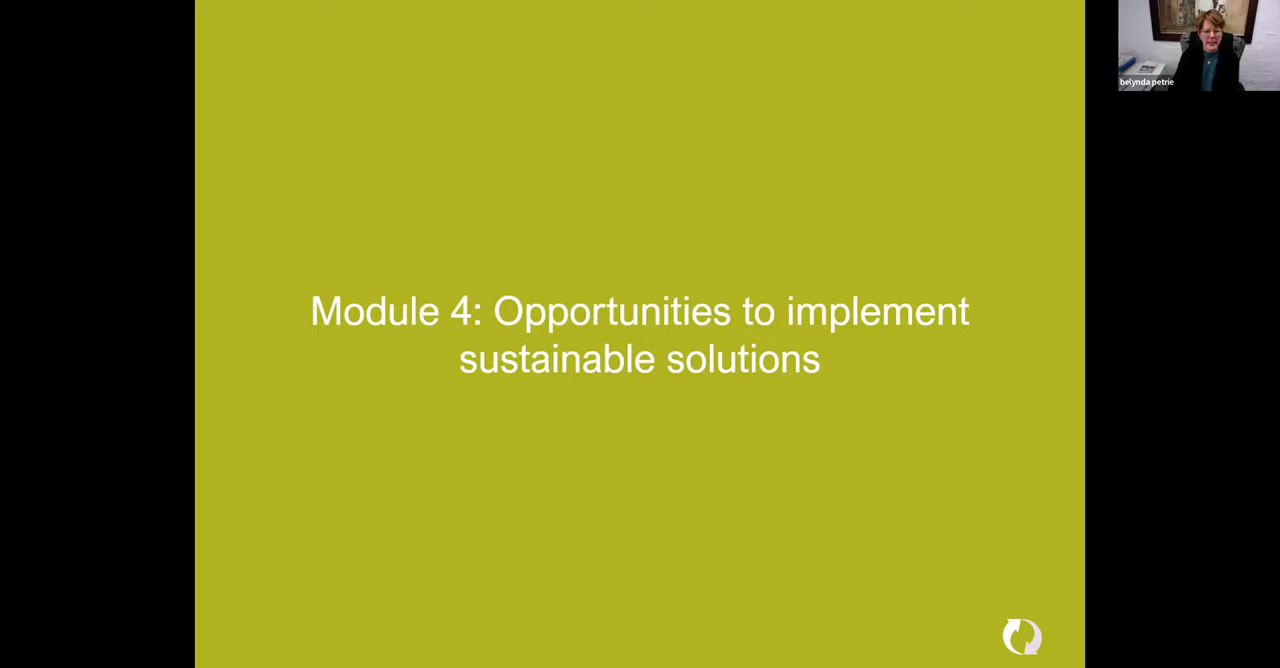 belynda petrie
Module 4: Opportunities to implement
sustainable solutions